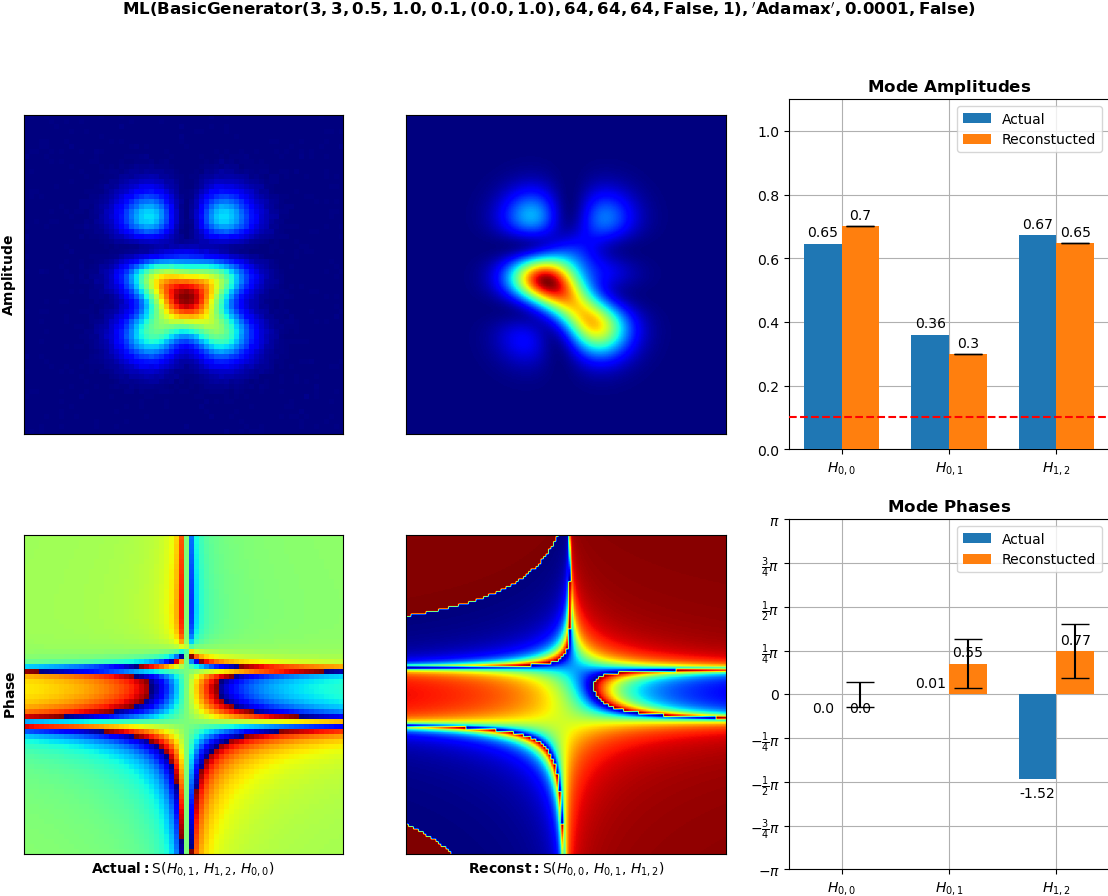 ML(BasicGenerator(3, 3, 0.5, 1.0, 0.1, (0.0, 1.0), 64, 64, 64, False, 1), ′Adamax′, 0.0001, False)
Mode Amplitudes
Actual
Reconstucted
1.0
0.8
0.6
0.4
0.2
0.0
0.65
0.7
0.36
0.3
0.67
0.65
H0,0
H0,1
H1,2
Amplitude
Mode Phases
Actual
Reconstucted
π
3/4π
1/2π
1/4π
0
−1/4π
−1/2π
−3/4π
−π
0.0
0.0
0.01
0.55
-1.52
0.77
H0,0
H0,1
H1,2
Phase
Actual: S(H0,1, H1,2, H0,0)
Reconst: S(H0,0, H0,1, H1,2)